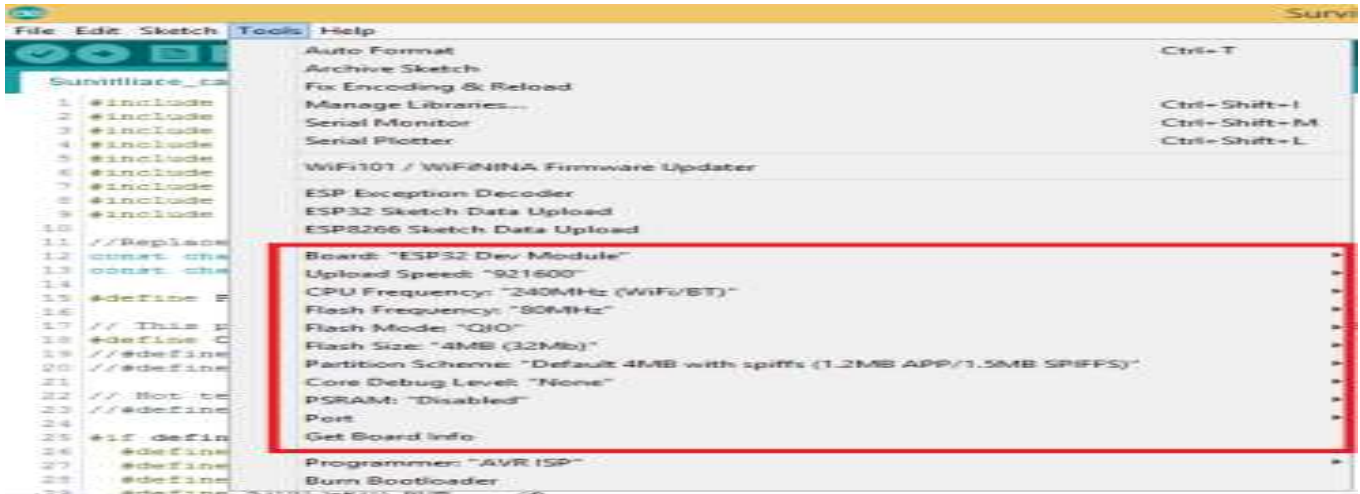 Survi
File Edit Sketch Tools Help
Auto Format Ctrl+T
Archive Sketch
Fix Encoding & Reload
Manage Libraries... Ctrl+Shift+I
Serial Monitor Ctrl+Shift+M
Serial Plotter Ctrl+Shift+L
WiFi101 / WiFiNINA Firmware Updater
ESP Exception Decoder
ESP32 Sketch Data Upload
ESP8266 Sketch Data Upload
Board: "ESP32 Dev Module"
Upload Speed: "921600"
CPU Frequency: "240MHz (WiFi/BT)"
Flash Frequency: "80MHz"
Flash Mode: "QIO"
Flash Size: "4MB (32Mb)"
Partition Scheme: "Default 4MB with spiffs (1.2MB APP/1.5MB SPIFFS)"
Core Debug Level: "None"
PSRAM: "Disabled"
Port
Get Board Info
Programmer: "AVR ISP"
Burn Bootloader
1 #include
2 #include
3 #include
4 #include
5 #include
6 #include
7 #include
8 #include
9 #include
10
11 //Replace
12 const cha
13 const cha
14
15 #define
16
17 // This p
18 #define C
19 //#define
20 //#define
21
22 // Not te
23 //#define
24
25 #if defin
26 #define
27 #define
28 #define
29 #define